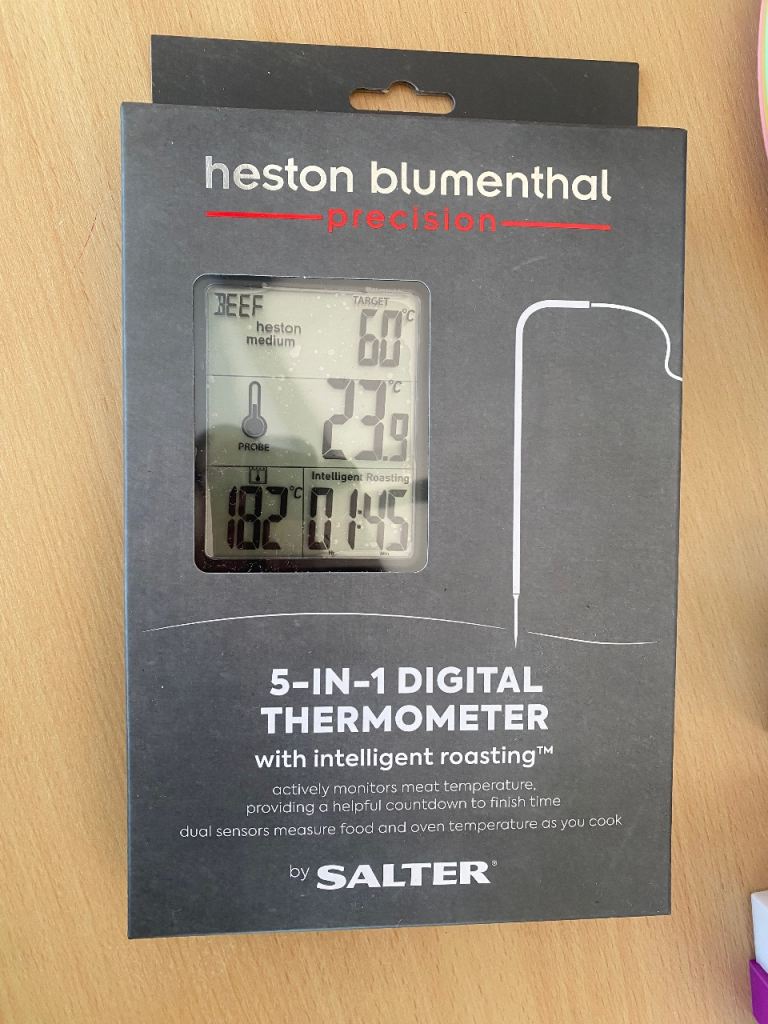 heston blumenthal
precision
BEEF
TARGET
heston
medium
60°C
23.9°C
PROBE
Intelligent Roasting
182°C
01:45
Hr
Min
5-IN-1 DIGITAL
THERMOMETER
with intelligent roasting™
actively monitors meat temperature,
providing a helpful countdown to finish time
dual sensors measure food and oven temperature as you cook
by SALTER®